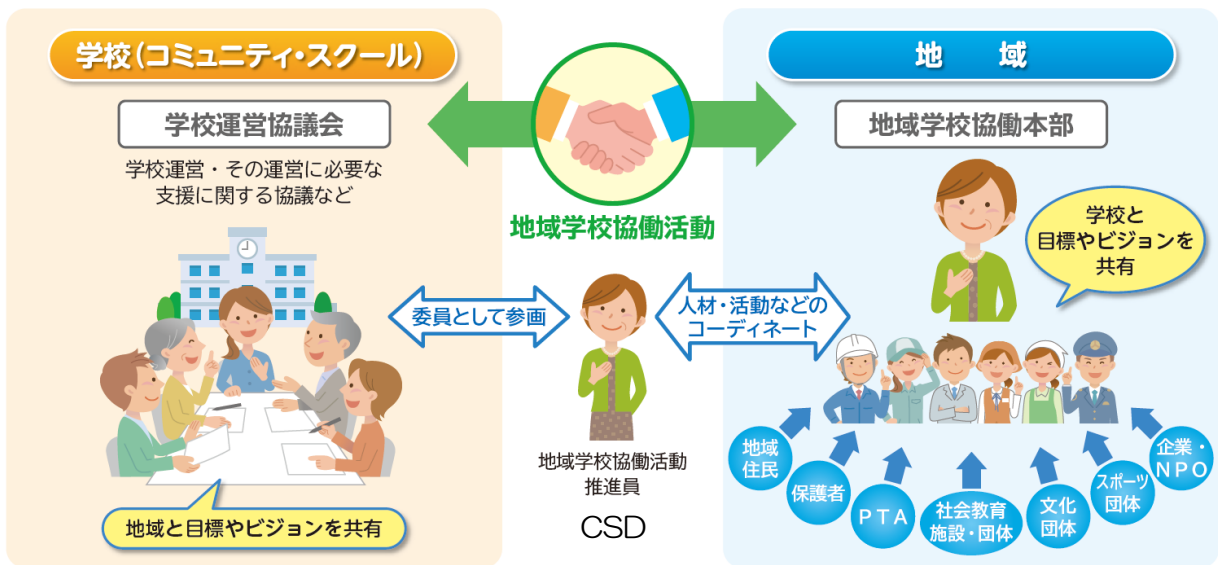 学校（コミュニティ・スクール）
学校運営協議会
学校運営・その運営に必要な
支援に関する協議など
地域と目標やビジョンを共有
地域学校協働活動
委員として参画
人材・活動などの
コーディネート
地域学校協働活動
推進員
CSD
地　域
地域学校協働本部
学校と
目標やビジョンを
共有
地域
住民
保護者
ＰＴＡ
社会教育
施設・団体
文化
団体
スポーツ
団体
企業・
ＮＰＯ